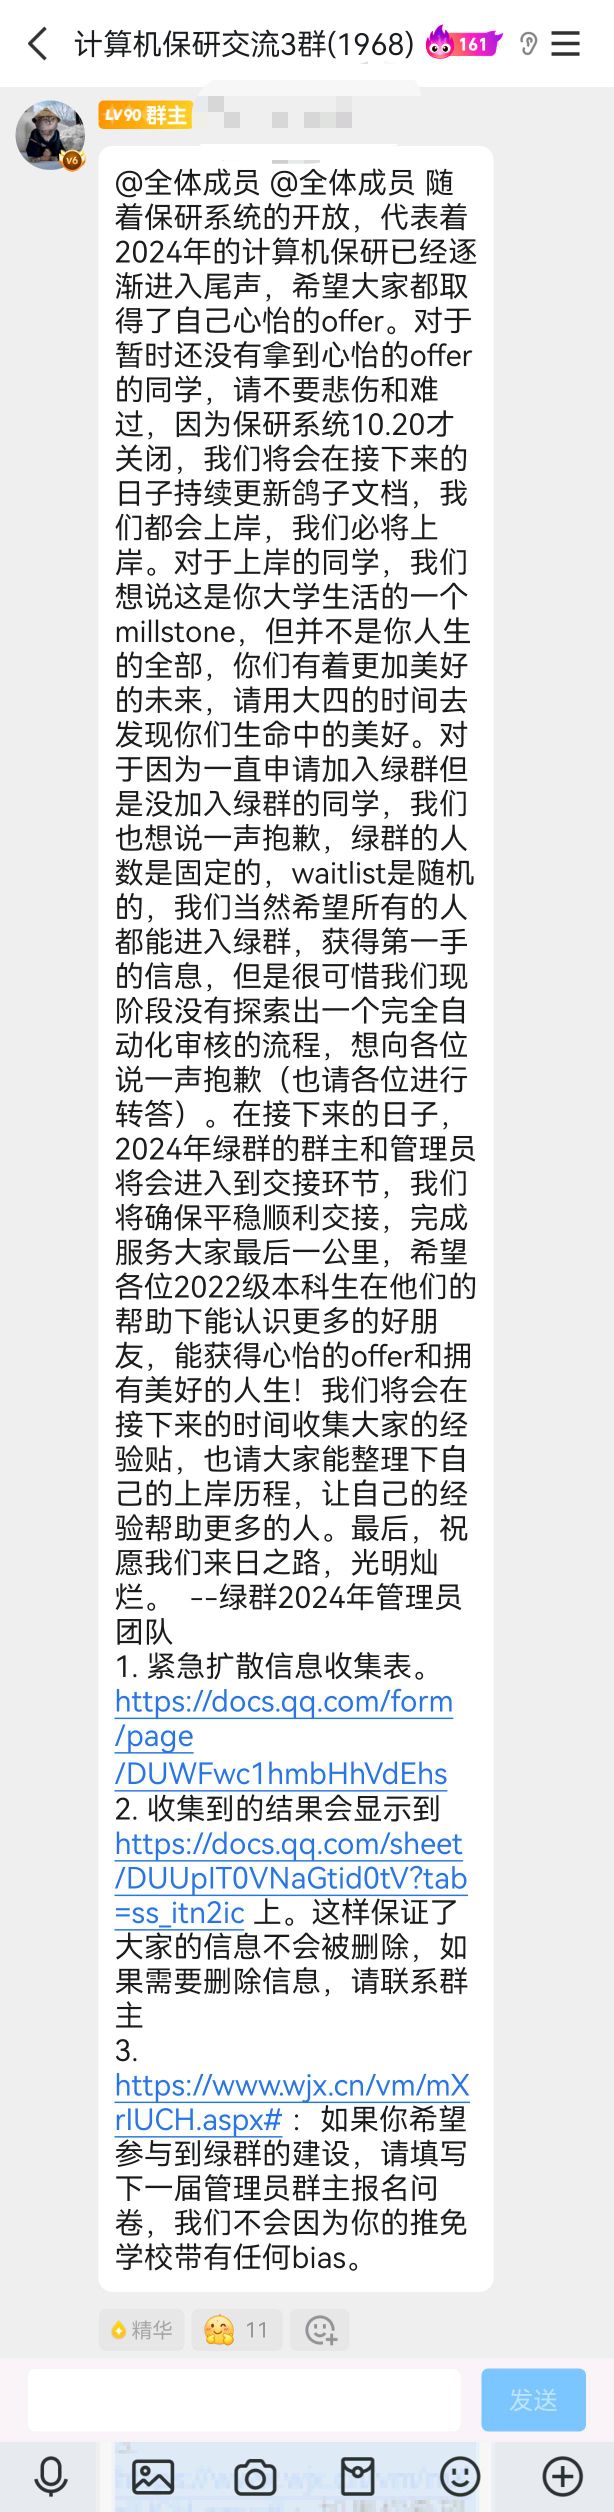 计算机保研交流3群(1968)
161
LV90 群主
V6
@全体成员 @全体成员 随
着保研系统的开放，代表着
2024年的计算机保研已经逐
渐进入尾声，希望大家都取
得了自己心怡的offer。对于
暂时还没有拿到心怡的offer
的同学，请不要悲伤和难
过，因为保研系统10.20才
关闭，我们将会在接下来的
日子持续更新鸽子文档，我
们都会上岸，我们必将上
岸。对于上岸的同学，我们
想说这是你大学生活的一个
millstone，但并不是你人生
的全部，你们有着更加美好
的未来，请用大四的时间去
发现你们生命中的美好。对
于因为一直申请加入绿群但
是没加入绿群的同学，我们
也想说一声抱歉，绿群的人
数是固定的，waitlist是随机
的，我们当然希望所有的人
都能进入绿群，获得第一手
的信息，但是很可惜我们现
阶段没有探索出一个完全自
动化审核的流程，想向各位
说一声抱歉（也请各位进行
转答）。在接下来的日子，
2024年绿群的群主和管理员
将会进入到交接环节，我们
将确保平稳顺利交接，完成
服务大家最后一公里，希望
各位2022级本科生在他们的
帮助下能认识更多的好朋
友，能获得心怡的offer和拥
有美好的人生！我们将会在
接下来的时间收集大家的经
验贴，也请大家能整理下自
己的上岸历程，让自己的经
验帮助更多的人。最后，祝
愿我们来日之路，光明灿
烂。 --绿群2024年管理员
团队
1. 紧急扩散信息收集表。
https://docs.qq.com/form
/page
/DUWFwc1hmbHhVdEhs
2. 收集到的结果会显示到
https://docs.qq.com/sheet
/DUUpIT0VNaGtid0tV?tab
=ss_itn2ic 上。这样保证了
大家的信息不会被删除，如
果需要删除信息，请联系群
主
3.
https://www.wjx.cn/vm/mX
rIUCH.aspx# ：如果你希望
参与到绿群的建设，请填写
下一届管理员群主报名问
卷，我们不会因为你的推免
学校带有任何bias。
精华
11
发送